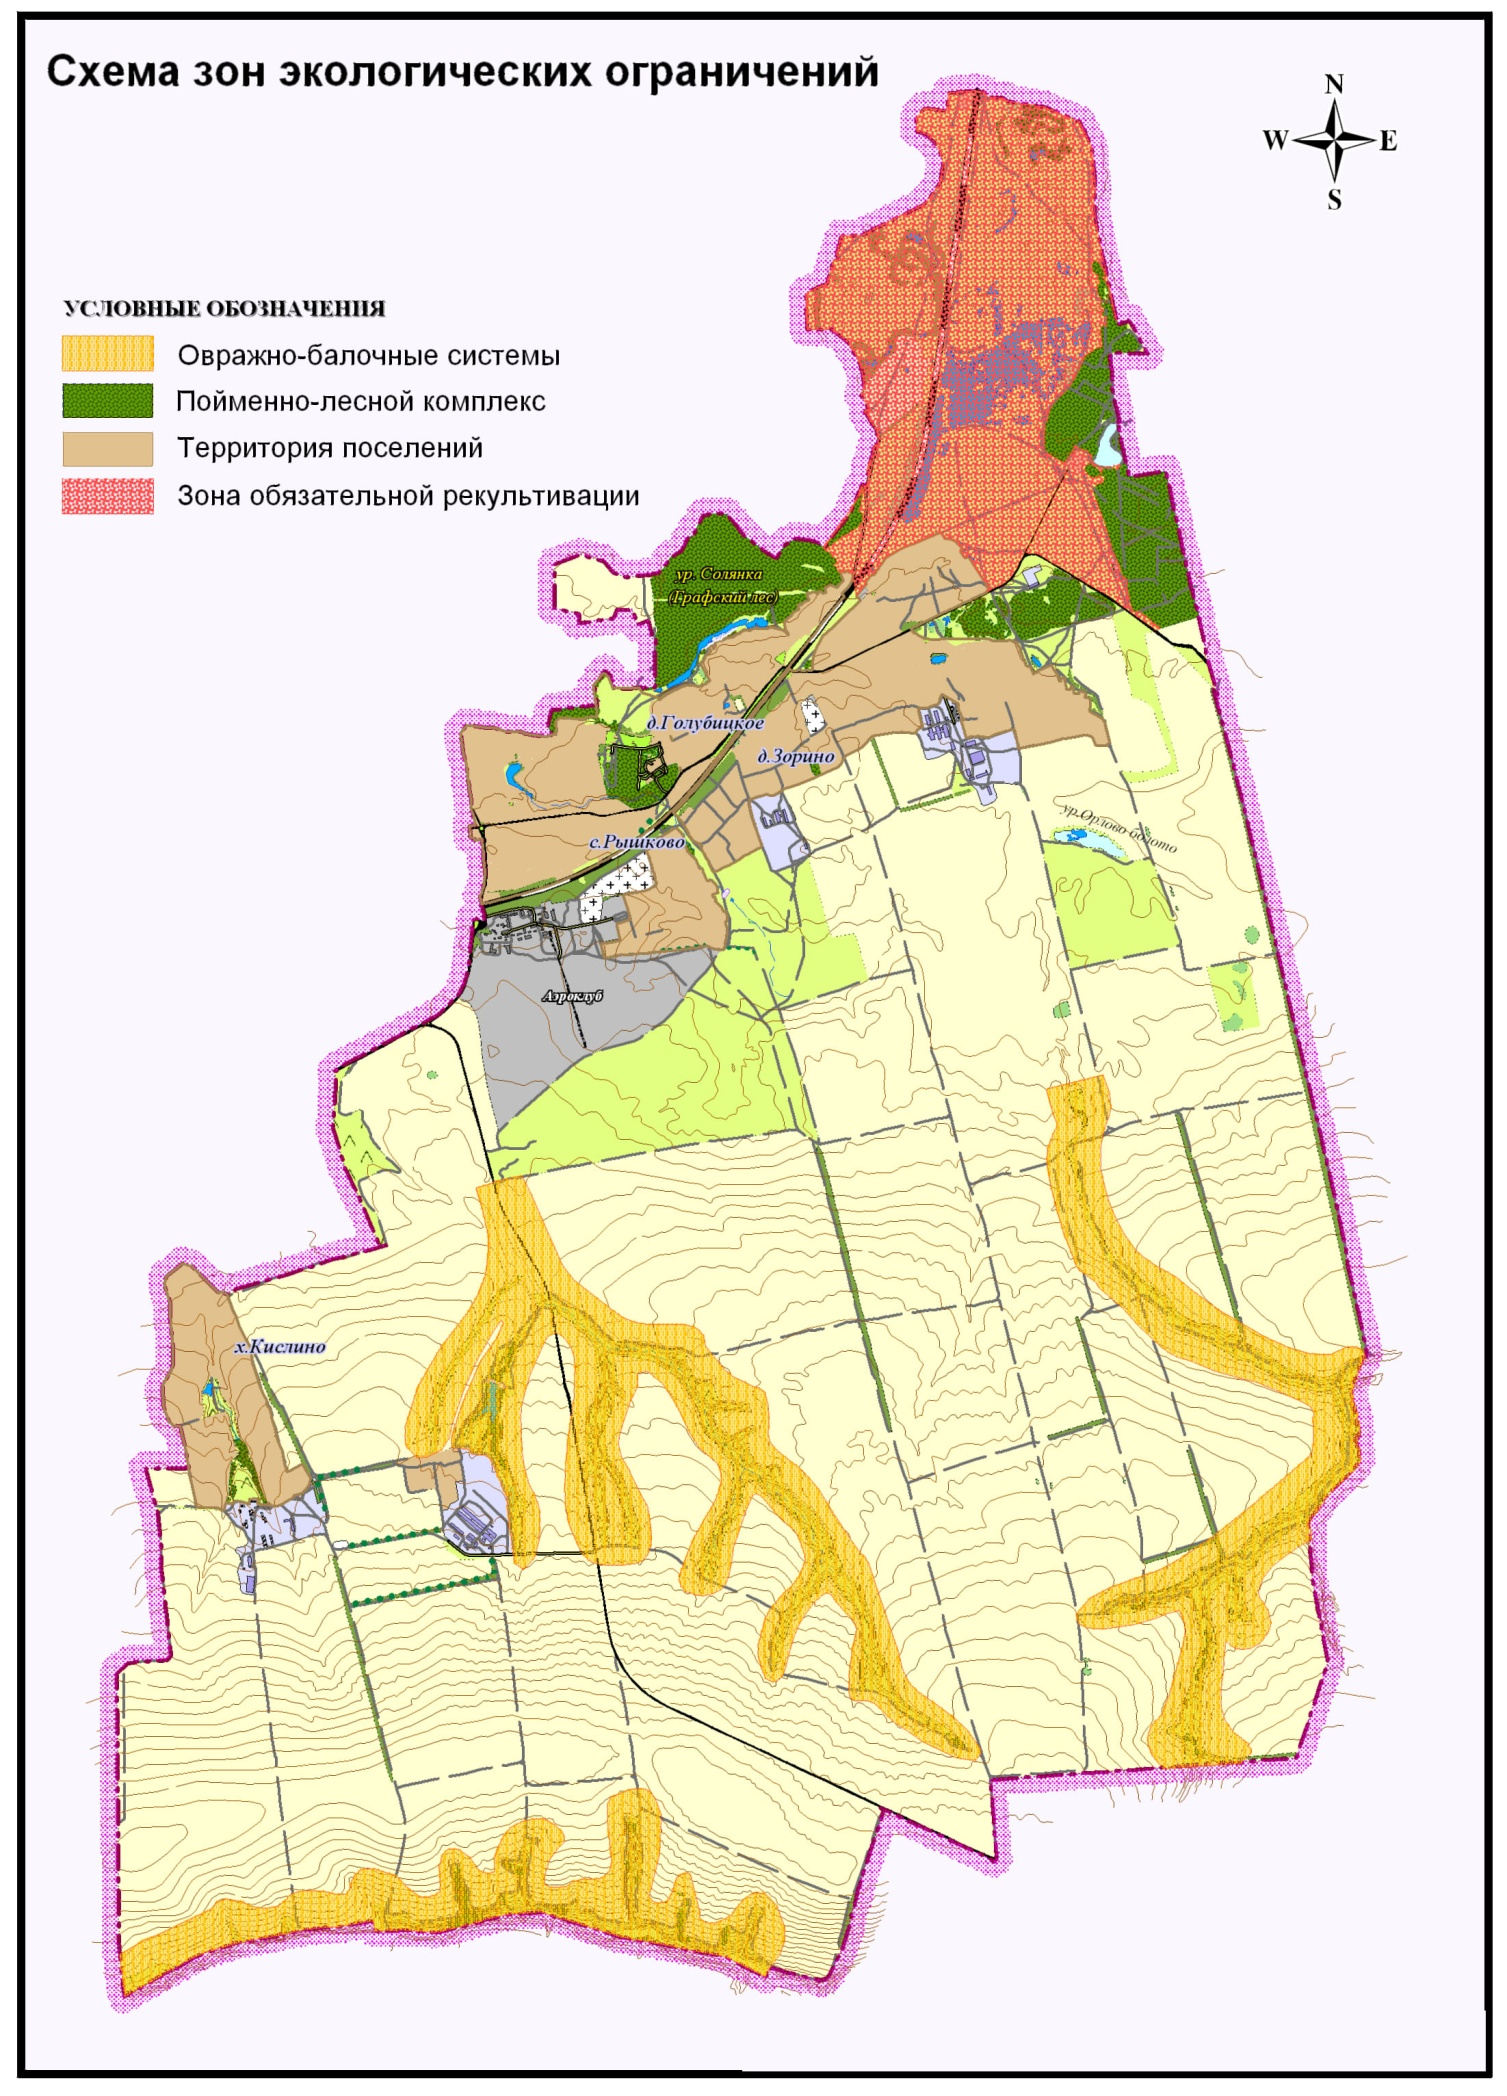 Схема зон экологических ограничений
N
W E
S
УСЛОВНЫЕ ОБОЗНАЧЕНИЯ
Овражно-балочные системы
Пойменно-лесной комплекс
Территория поселений
Зона обязательной рекультивации
ур. Солянка
(Графский лес)
д.Голубицкое
д.Зорино
ур.Орлово болото
с.Рышково
Аэроклуб
х.Кислино